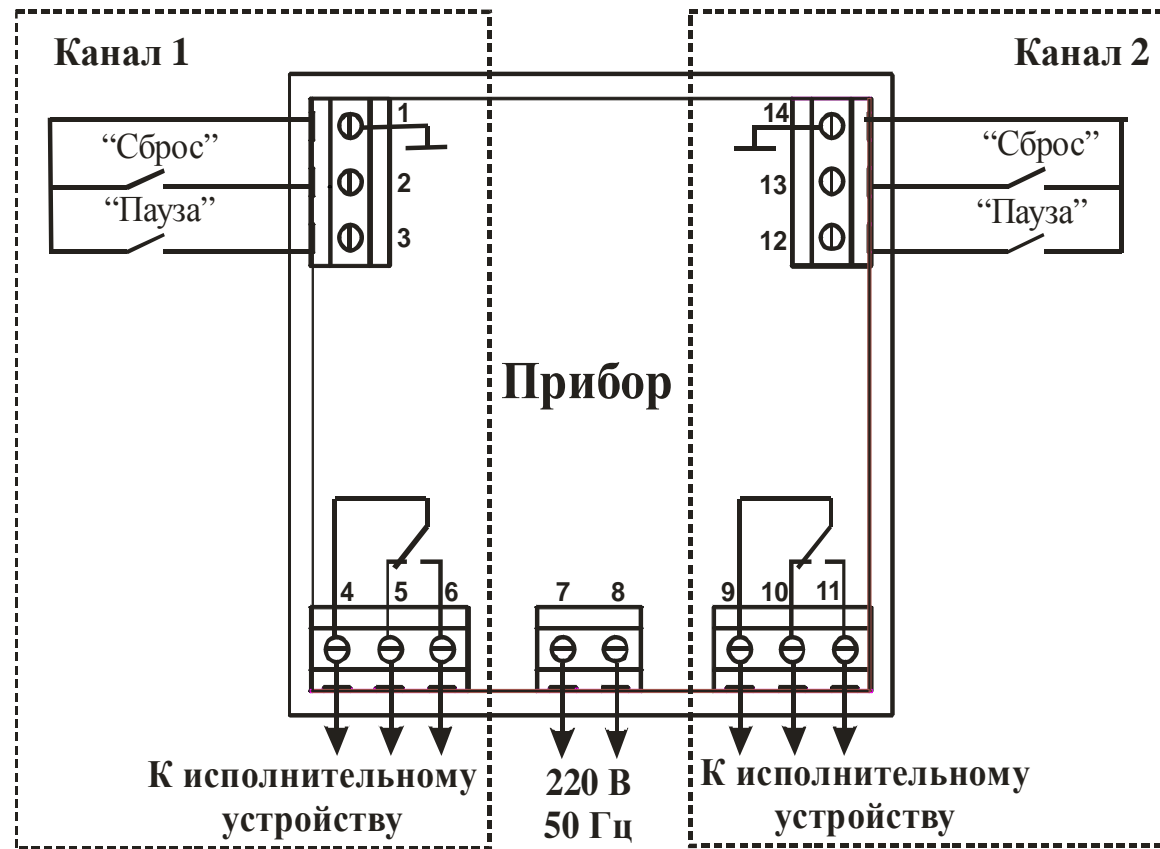 Канал 1
Канал 2
1
14
“Сброс”
“Сброс”
2
13
“Пауза”
“Пауза”
3
12
Прибор
4 5 6
7 8
9 10 11
К исполнительному
устройству
220 В
50 Гц
К исполнительному
устройству